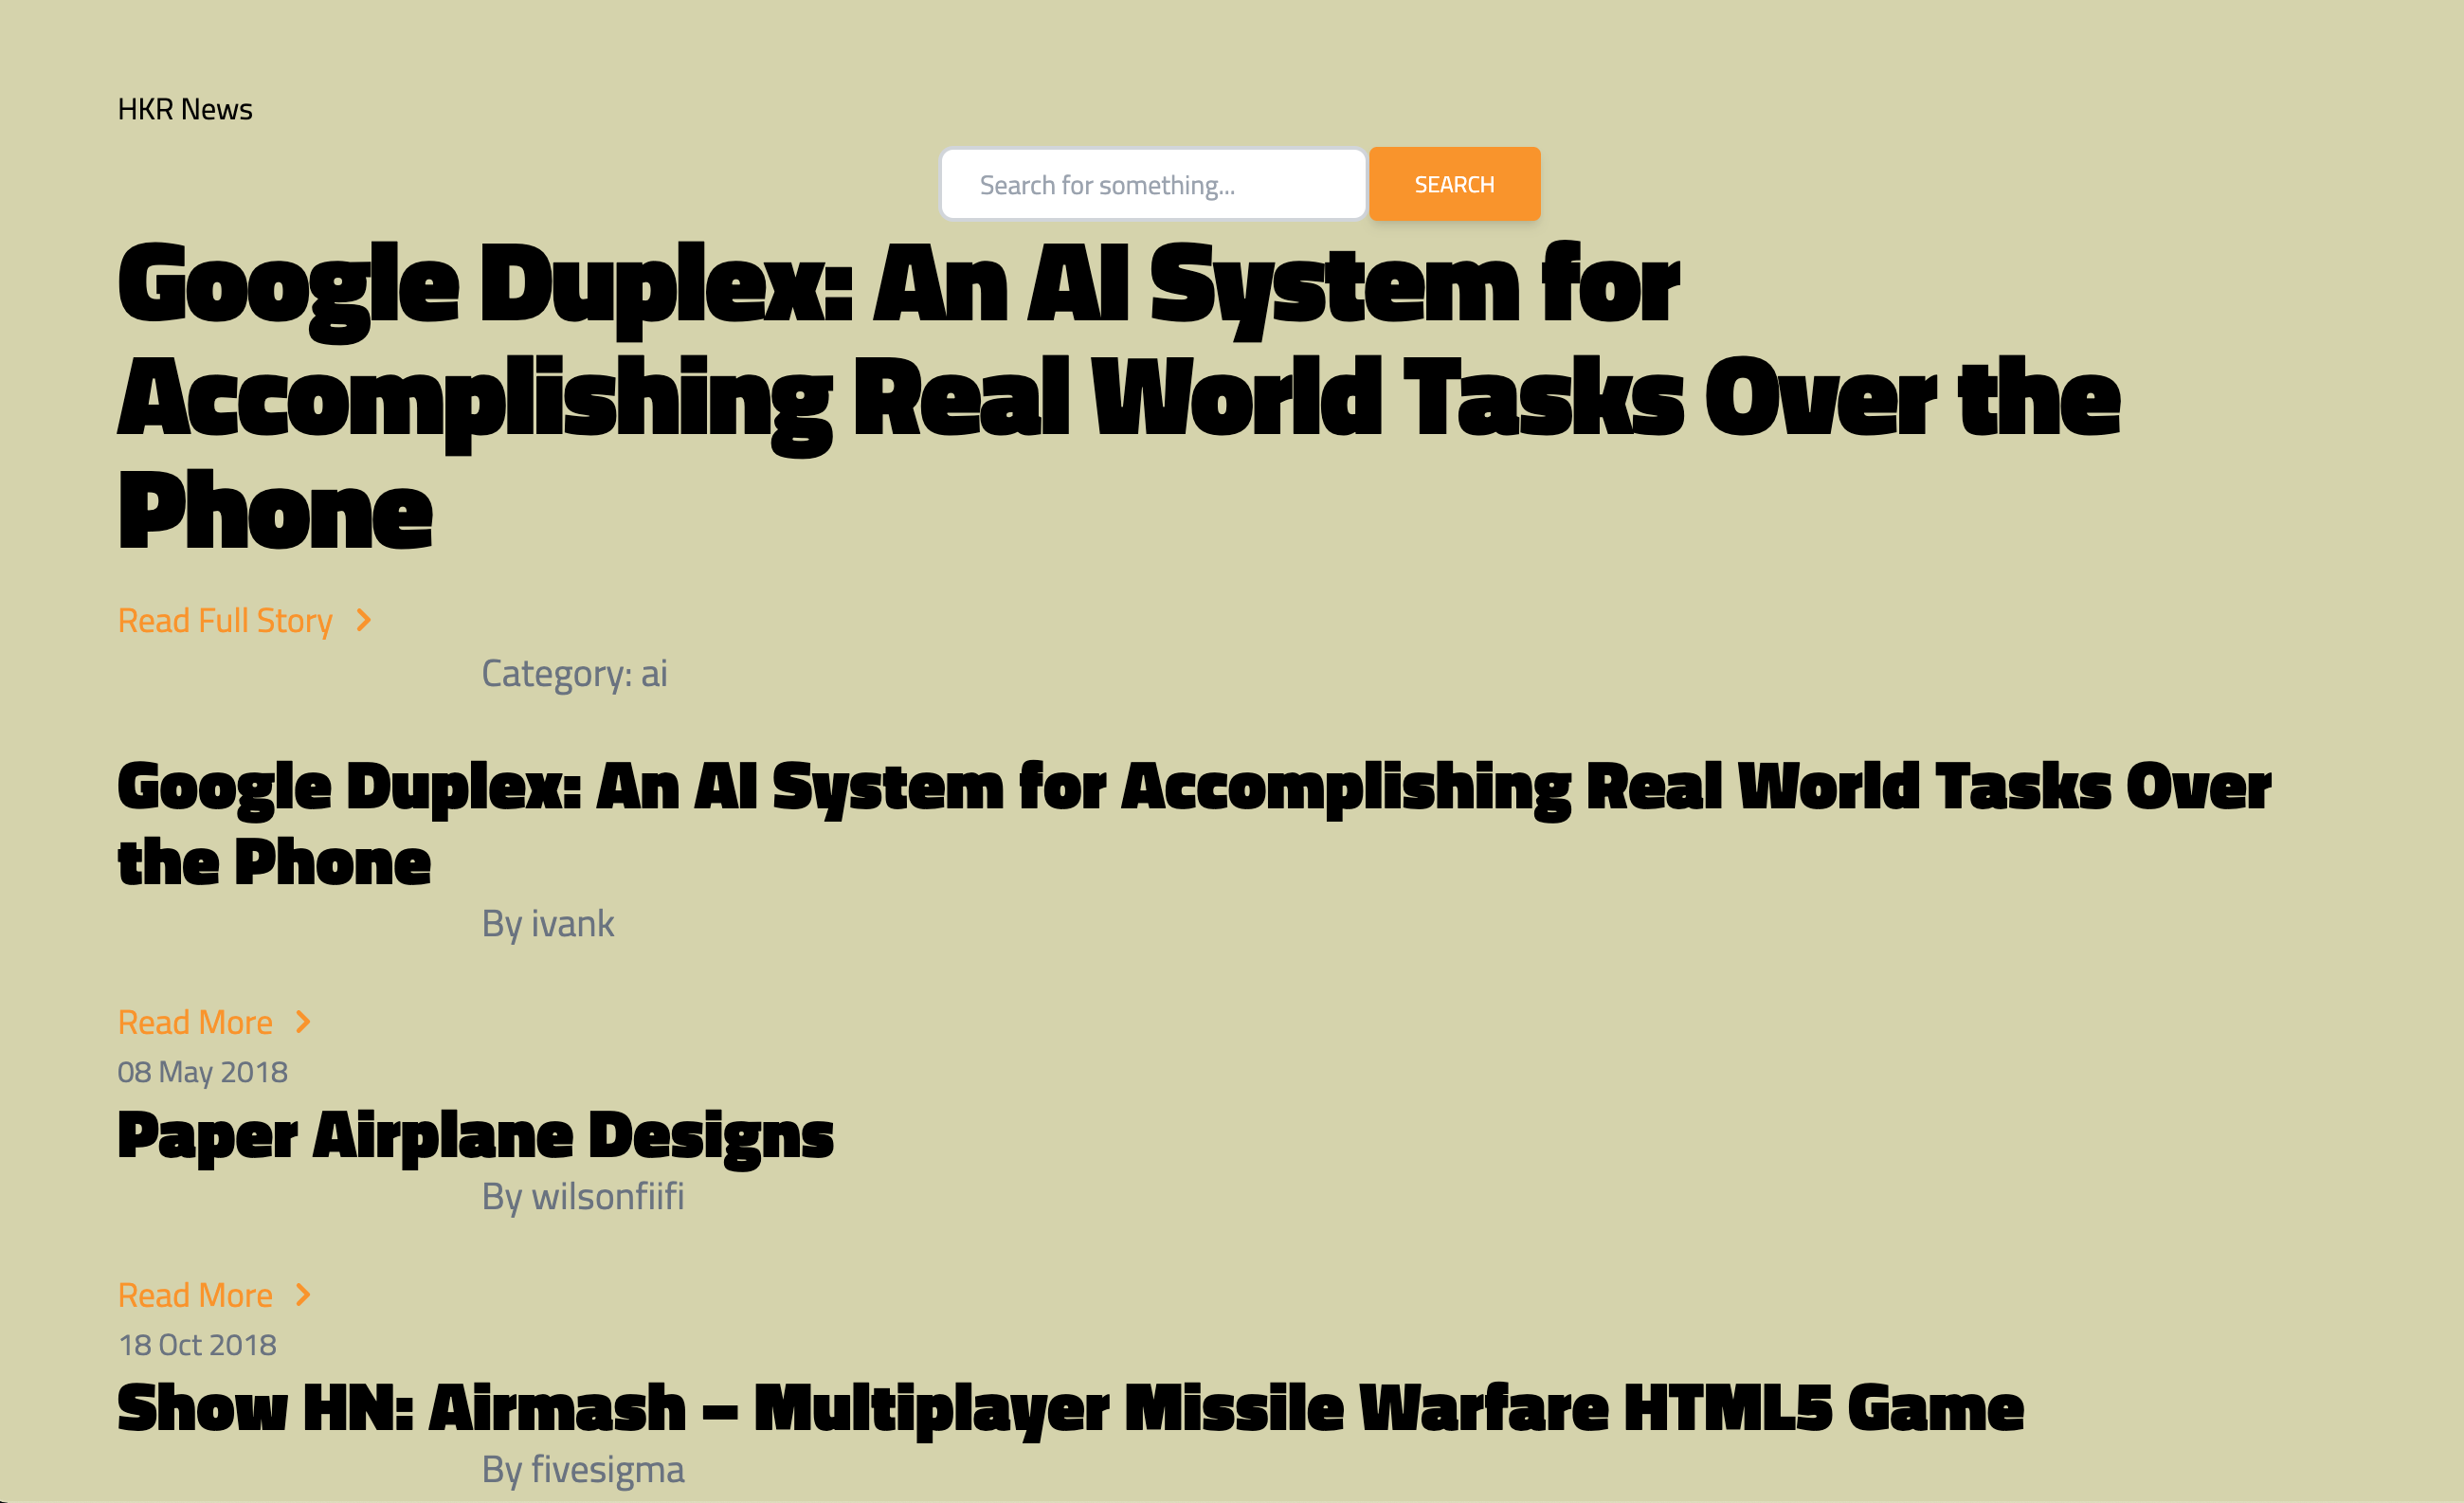 HKR News
Search for something...
SEARCH
Google Duplex: An AI System for
Accomplishing Real World Tasks Over the
Phone
Read Full Story
Category: ai
Google Duplex: An AI System for Accomplishing Real World Tasks Over
the Phone
By ivank
Read More
08 May 2018
Paper Airplane Designs
By wilsonfiifi
Read More
18 Oct 2018
Show HN: Airmash – Multiplayer Missile Warfare HTML5 Game
By fivesigma